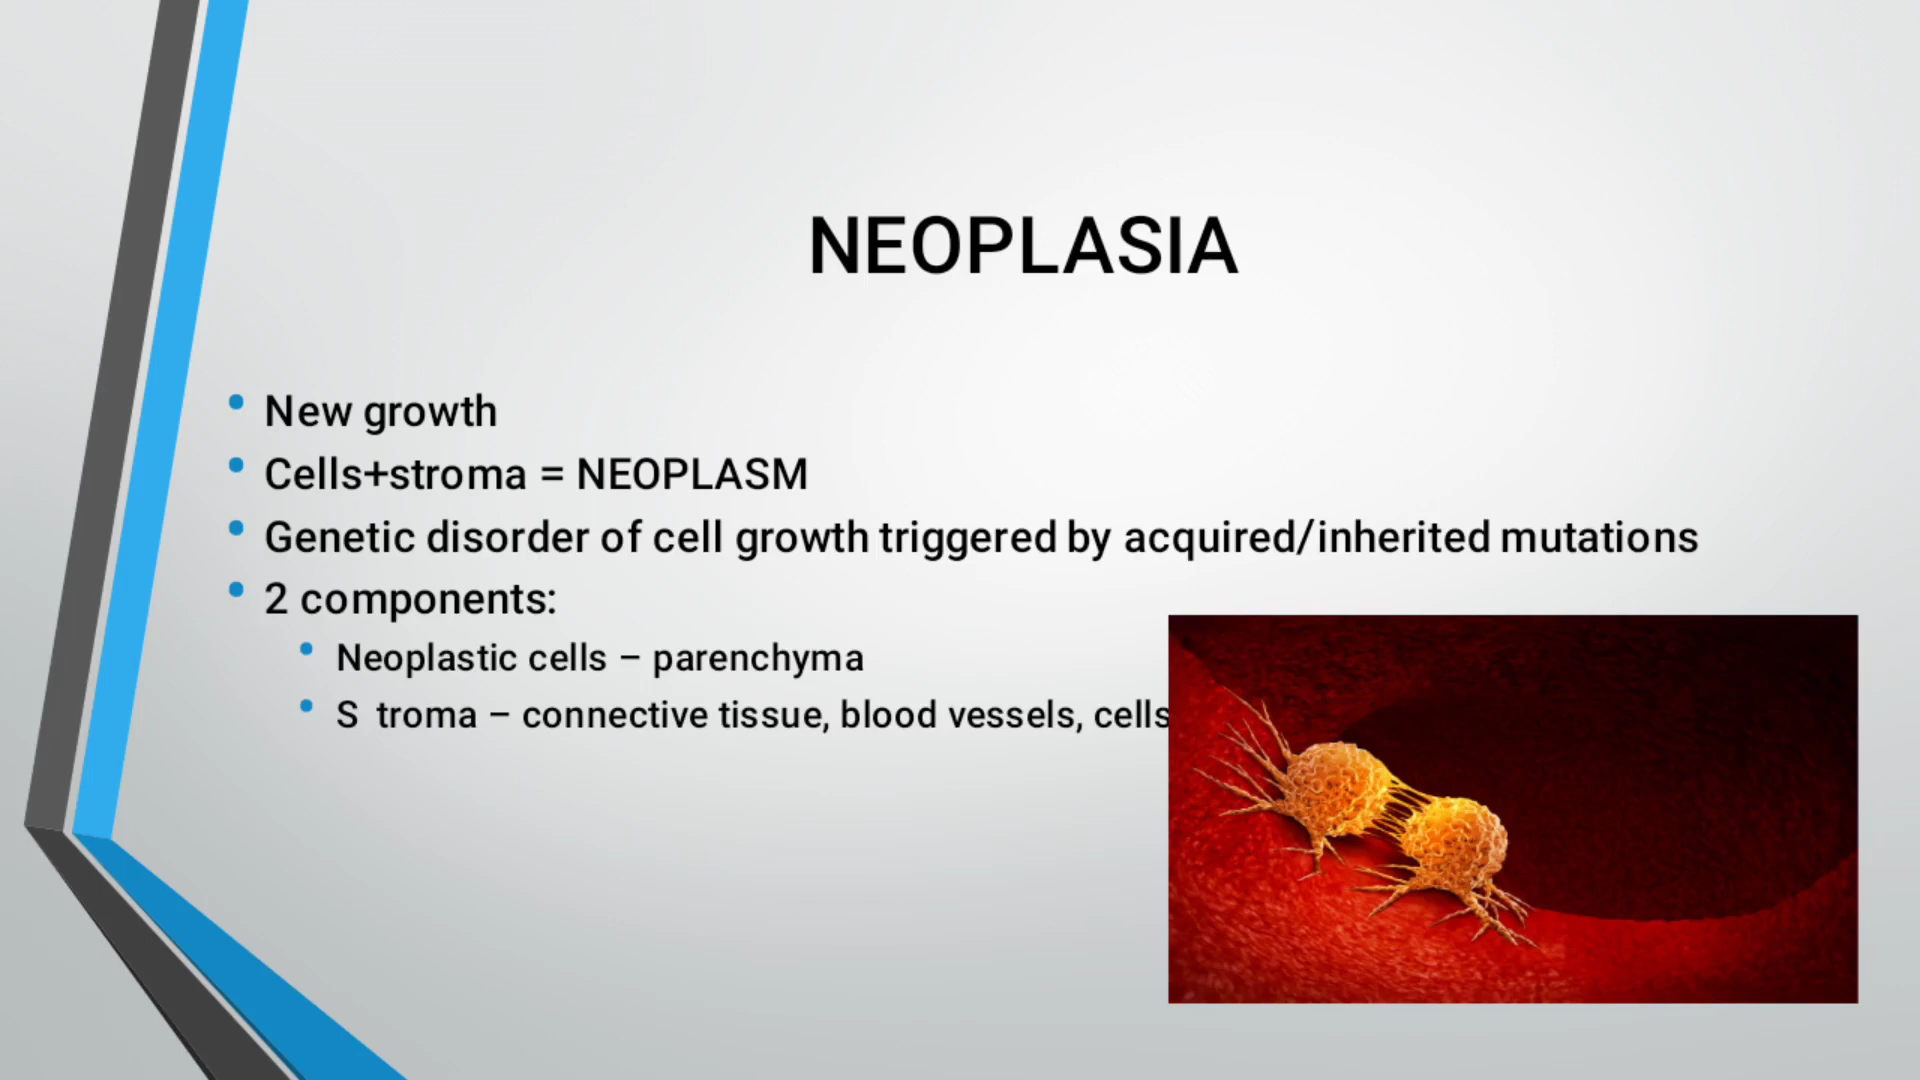 NEOPLASIA
• New growth
• Cells+stroma = NEOPLASM
• Genetic disorder of cell growth triggered by acquired/inherited mutations
• 2 components:
• Neoplastic cells – parenchyma
• S troma – connective tissue, blood vessels, cells